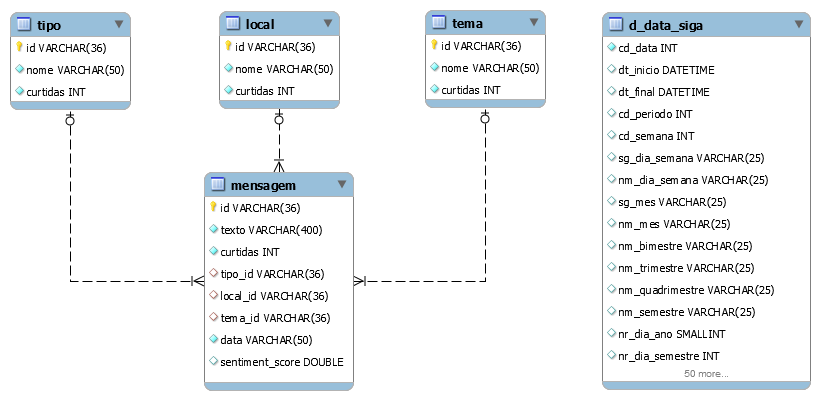 tipo
id VARCHAR(36)
nome VARCHAR(50)
curtidas INT
local
id VARCHAR(36)
nome VARCHAR(50)
curtidas INT
tema
id VARCHAR(36)
nome VARCHAR(50)
curtidas INT
mensagem
id VARCHAR(36)
texto VARCHAR(400)
curtidas INT
tipo_id VARCHAR(36)
local_id VARCHAR(36)
tema_id VARCHAR(36)
data VARCHAR(50)
sentiment_score DOUBLE
d_data_siga
cd_data INT
dt_inicio DATETIME
dt_final DATETIME
cd_periodo INT
cd_semana INT
sg_dia_semana VARCHAR(25)
nm_dia_semana VARCHAR(25)
sg_mes VARCHAR(25)
nm_mes VARCHAR(25)
nm_bimestre VARCHAR(25)
nm_trimestre VARCHAR(25)
nm_quadrimestre VARCHAR(25)
nm_semestre VARCHAR(25)
nr_dia_ano SMALLINT
nr_dia_semestre INT
50 more...